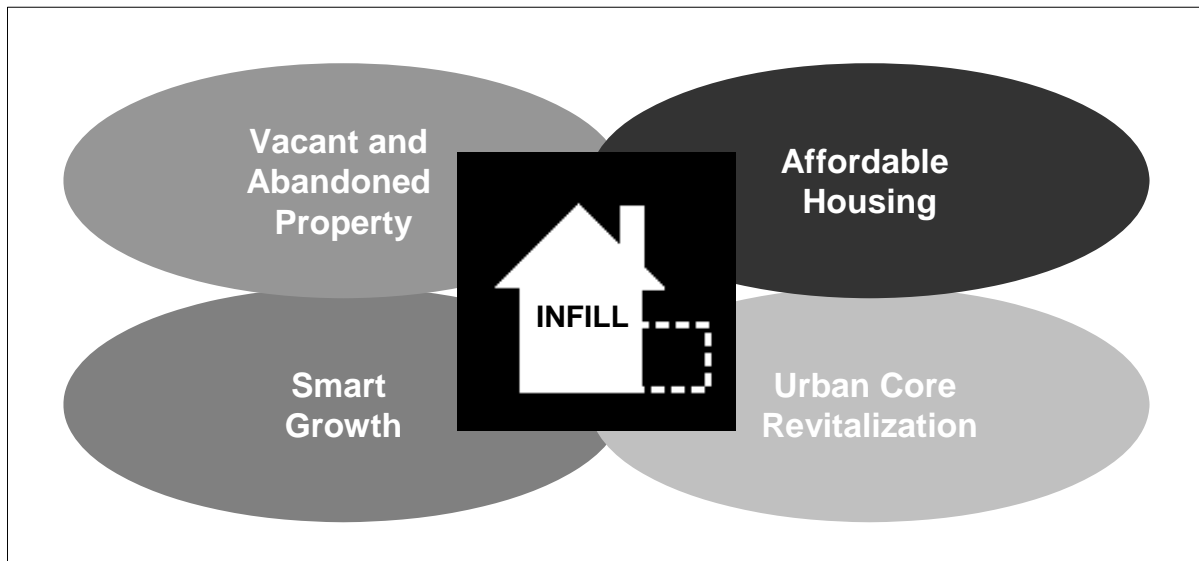 Vacant and
Abandoned
Property
Affordable
Housing
INFILL
Smart
Growth
Urban Core
Revitalization